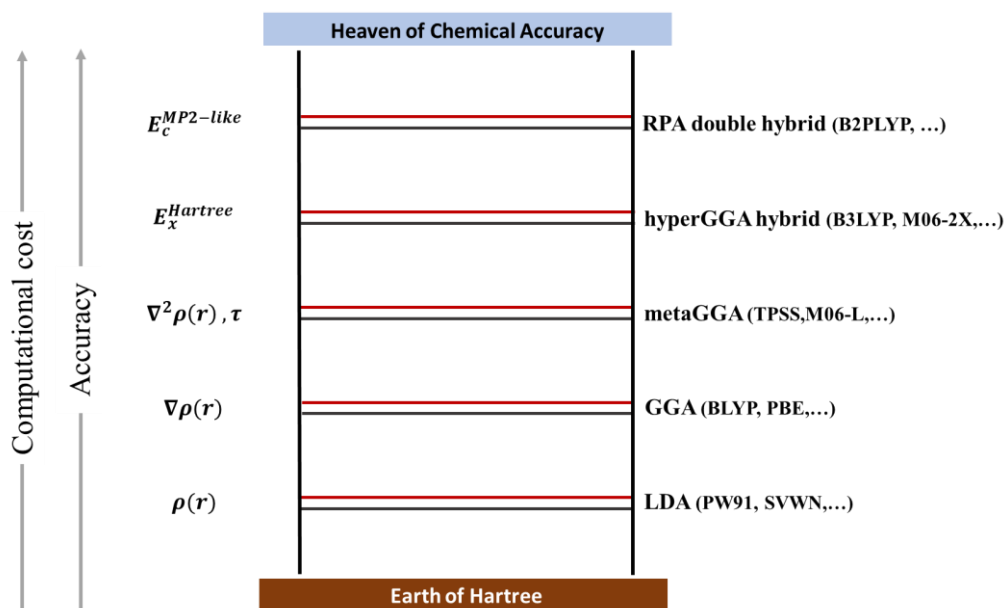 Heaven of Chemical Accuracy
E_c^{MP2-like}
RPA double hybrid (B2PLYP, ...)
E_x^{Hartree}
hyperGGA hybrid (B3LYP, M06-2X,...)
∇²ρ(r) , τ
metaGGA (TPSS,M06-L,...)
∇ρ(r)
GGA (BLYP, PBE,...)
ρ(r)
LDA (PW91, SVWN,...)
Earth of Hartree
Computational cost
Accuracy